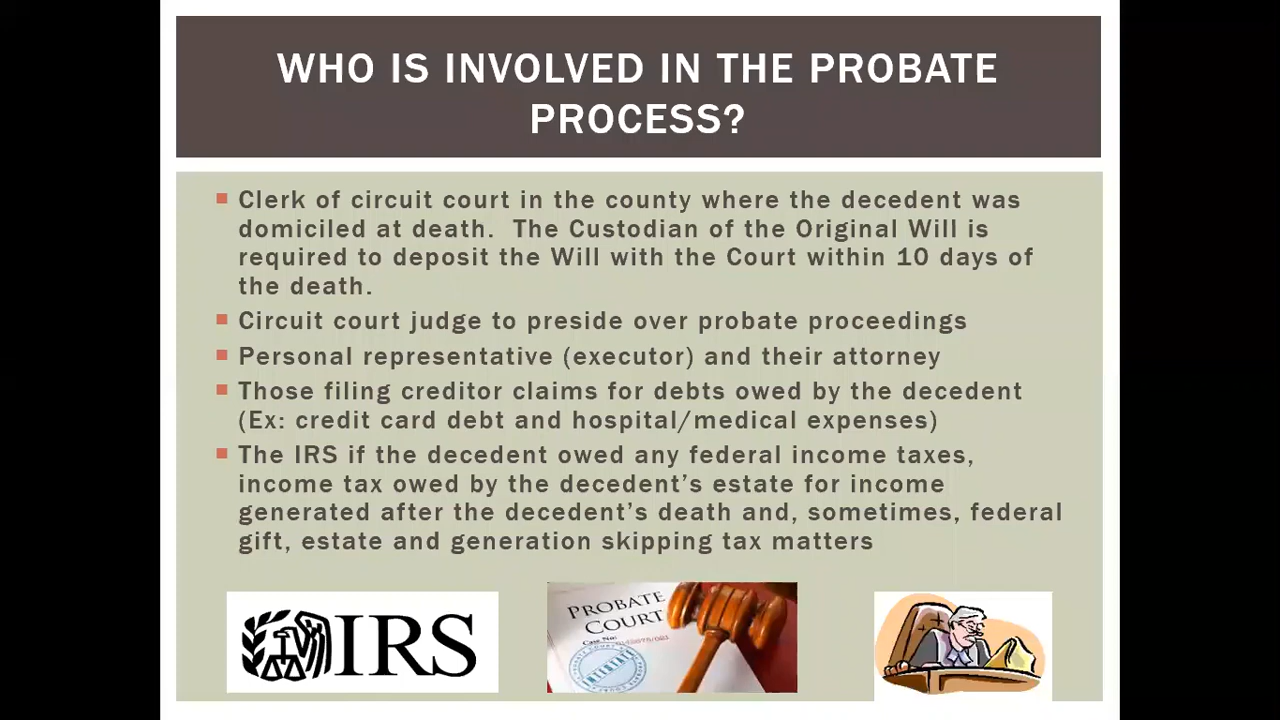 WHO IS INVOLVED IN THE PROBATE
PROCESS?
Clerk of circuit court in the county where the decedent was
domiciled at death. The Custodian of the Original Will is
required to deposit the Will with the Court within 10 days of
the death.
Circuit court judge to preside over probate proceedings
Personal representative (executor) and their attorney
Those filing creditor claims for debts owed by the decedent
(Ex: credit card debt and hospital/medical expenses)
The IRS if the decedent owed any federal income taxes,
income tax owed by the decedent’s estate for income
generated after the decedent’s death and, sometimes, federal
gift, estate and generation skipping tax matters
IRS
PROBATE
COURT
Case No: